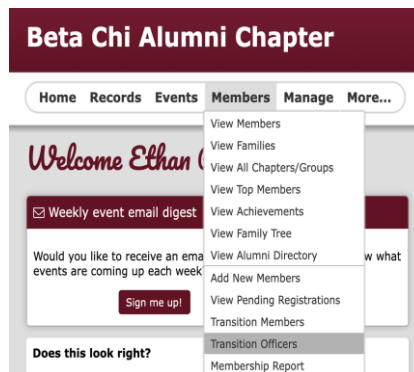 Beta Chi Alumni Chapter
Home Records Events Members Manage More...
View Members
View Families
Welcome Ethan
View All Chapters/Groups
View Top Members
Weekly event email digest
View Achievements
View Family Tree
Would you like to receive an ema
View Alumni Directory
w what
events are coming up each week
Add New Members
Sign me up!
View Pending Registrations
Transition Members
Does this look right?
Transition Officers
Membership Report